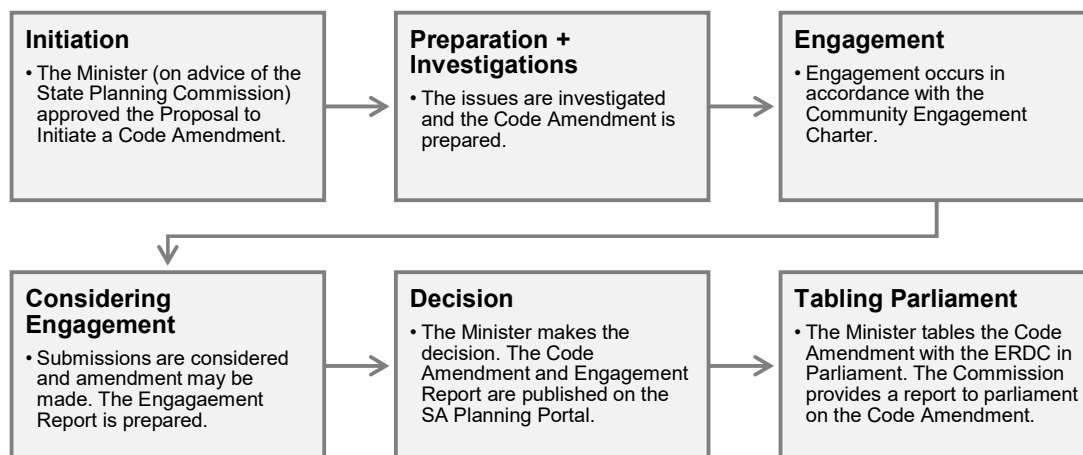 Initiation
• The Minister (on advice of the
State Planning Commission)
approved the Proposal to
Initiate a Code Amendment.
Preparation +
Investigations
• The issues are investigated
and the Code Amendment is
prepared.
Engagement
• Engagement occurs in
accordance with the
Community Engagement
Charter.
Considering
Engagement
• Submissions are considered
and amendment may be
made. The Engagaement
Report is prepared.
Decision
• The Minister makes the
decision. The Code
Amendment and Engagement
Report are published on the
SA Planning Portal.
Tabling Parliament
• The Minister tables the Code
Amendment with the ERDC in
Parliament. The Commission
provides a report to parliament
on the Code Amendment.